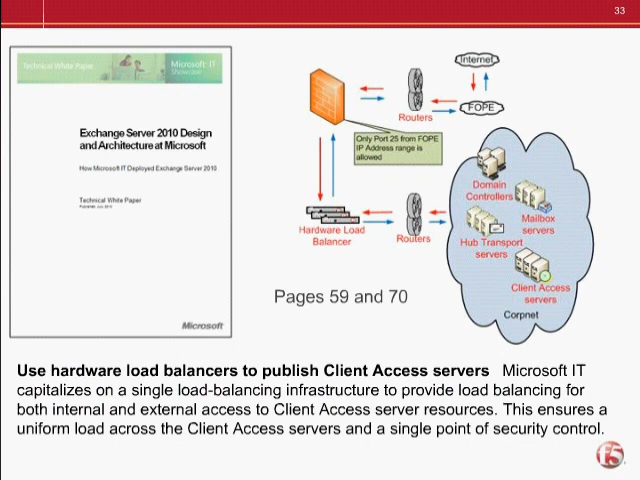 33
Technical White Paper
Microsoft IT
Showcase
Exchange Server 2010 Design
and Architecture at Microsoft
How Microsoft IT Deployed Exchange Server 2010
Technical White Paper
Microsoft
Internet
FOPE
Routers
Only Port 25 from FOPE
IP Address range is
allowed
Domain
Controllers
Mailbox
servers
Hardware Load
Balancer
Routers
Hub Transport
servers
Client Access
servers
Corpnet
Pages 59 and 70
Use hardware load balancers to publish Client Access servers Microsoft IT
capitalizes on a single load-balancing infrastructure to provide load balancing for
both internal and external access to Client Access server resources. This ensures a
uniform load across the Client Access servers and a single point of security control.
f5